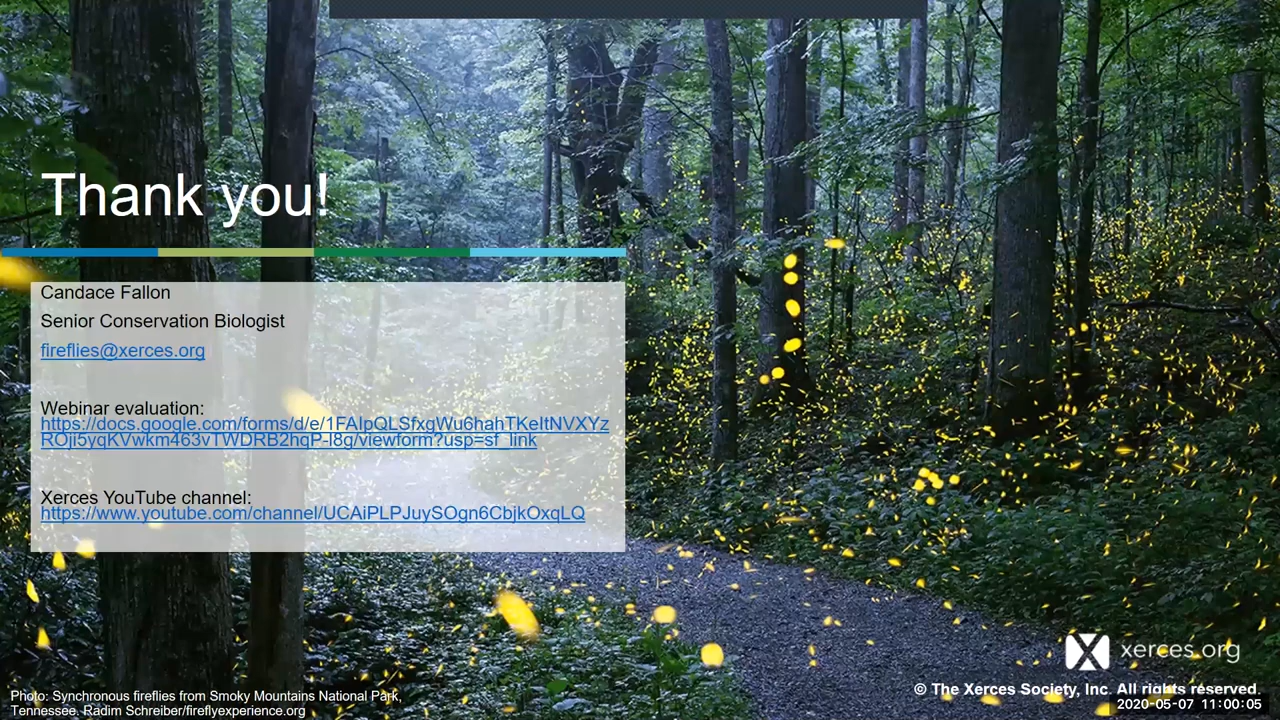 Thank you!
Candace Fallon
Senior Conservation Biologist
fireflies@xerces.org
Webinar evaluation:
https://docs.google.com/forms/d/e/1FAIpQLSfxgWu6hahTKeItNVXYz
ROji5yqKVwkm463vTWDRB2hqP-l8g/viewform?usp=sf_link
Xerces YouTube channel:
https://www.youtube.com/channel/UCAiPLPJuySOgn6CbjkOxqLQ
xerces.org
Photo: Synchronous fireflies from Smoky Mountains National Park,
Tennessee. Radim Schreiber/fireflyexperience.org
© The Xerces Society, Inc. All rights reserved.
2020-05-07 11:00:05